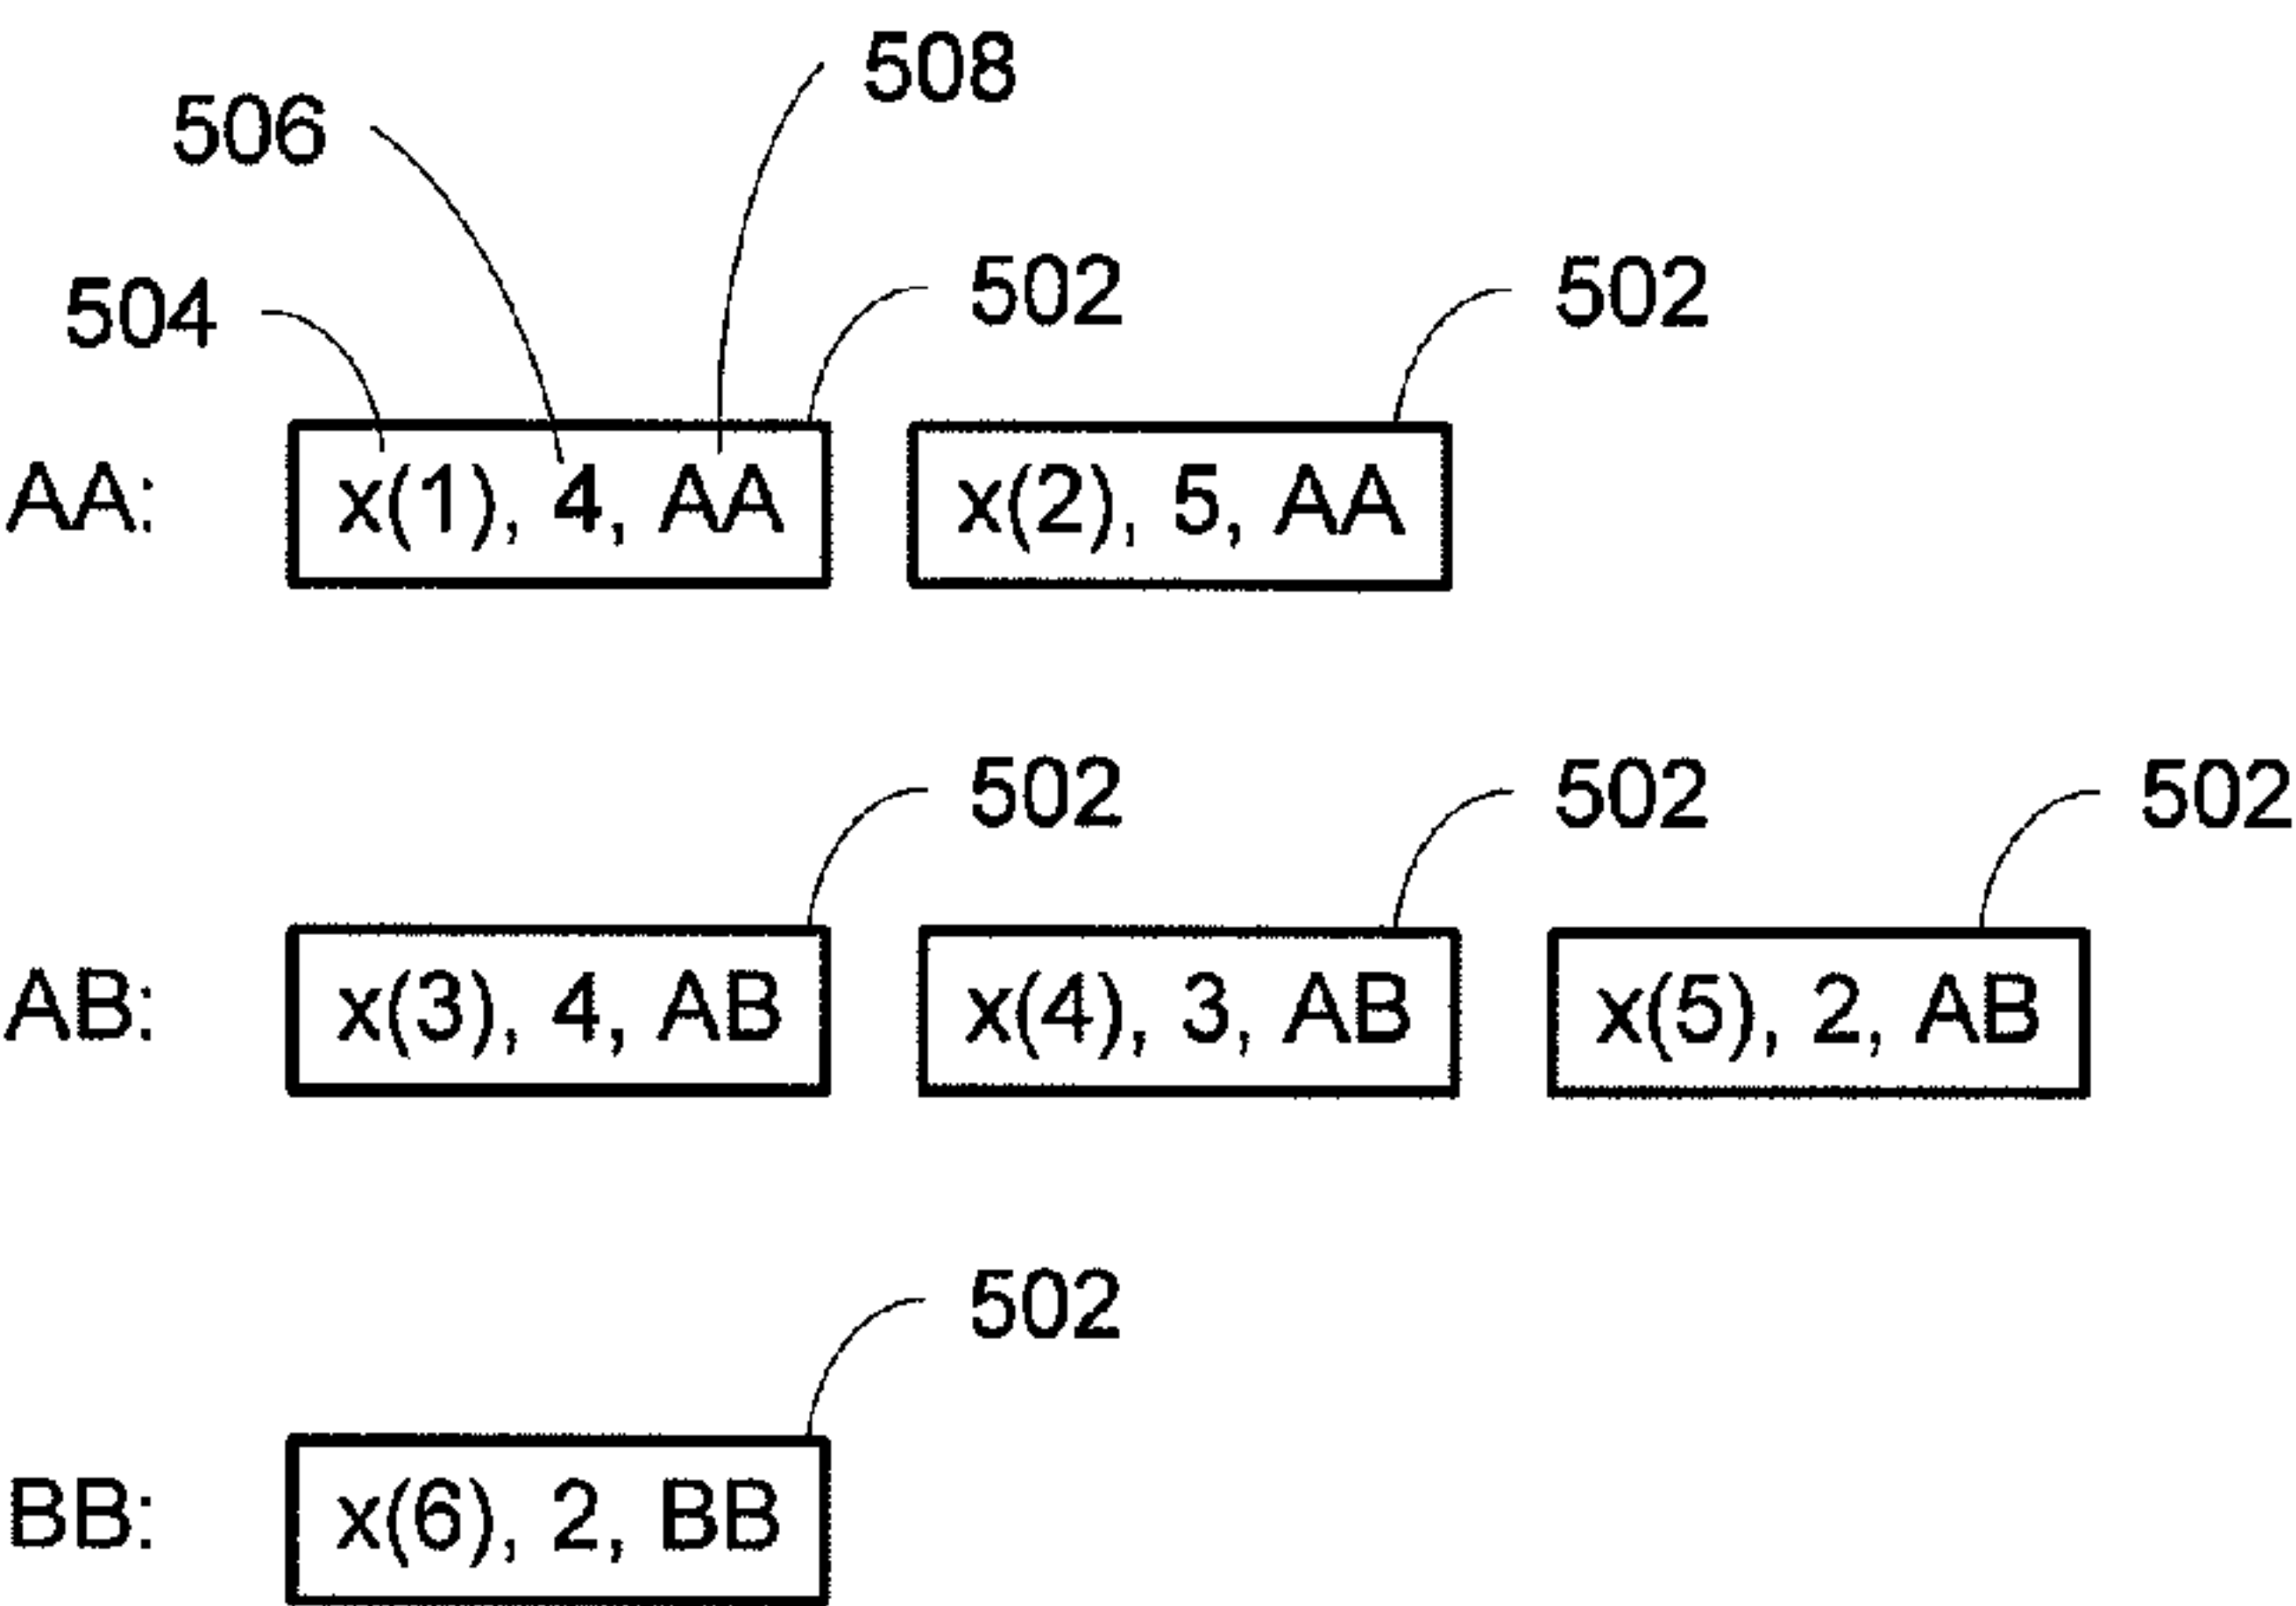 508
506
502 502
504
AA: x(1), 4, AA x(2), 5, AA
502 502 502
AB: x(3), 4, AB x(4), 3, AB x(5), 2, AB
502
BB: x(6), 2, BB